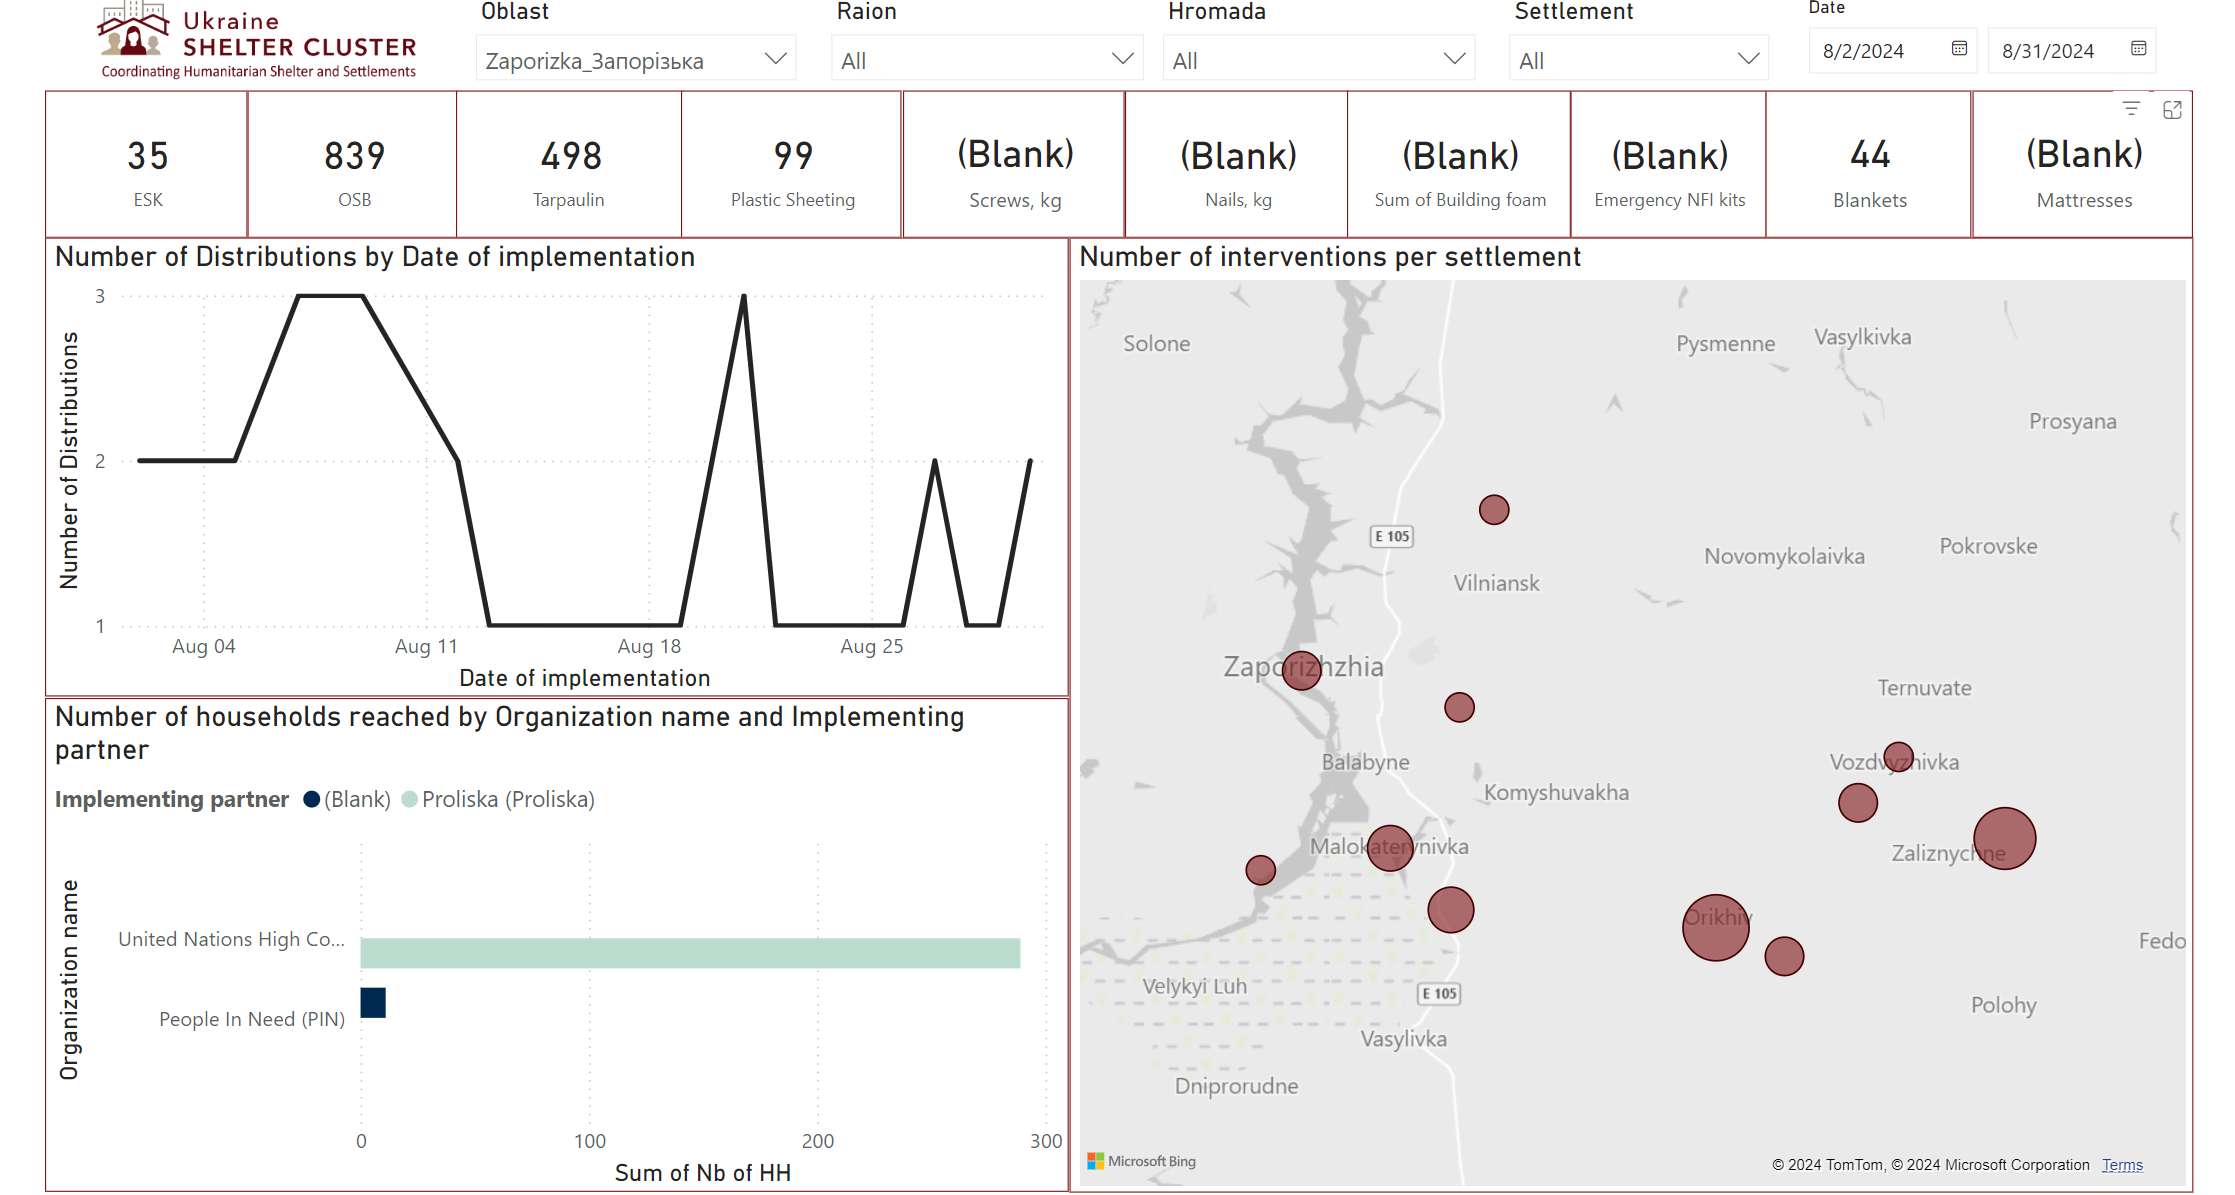 Ukraine
SHELTER CLUSTER
Coordinating Humanitarian Shelter and Settlements
Oblast
Zaporizka_Запорізька
Raion
All
Hromada
All
Settlement
All
Date
8/2/2024
8/31/2024
35
ESK
839
OSB
498
Tarpaulin
99
Plastic Sheeting
(Blank)
Screws, kg
(Blank)
Nails, kg
(Blank)
Sum of Building foam
(Blank)
Emergency NFI kits
44
Blankets
(Blank)
Mattresses
Number of Distributions by Date of implementation
Number of Distributions
3
2
1
Aug 04
Aug 11
Aug 18
Aug 25
Date of implementation
Number of households reached by Organization name and Implementing
partner
Implementing partner (Blank) Proliska (Proliska)
Organization name
United Nations High Co...
People In Need (PIN)
0
100
200
300
Sum of Nb of HH
Number of interventions per settlement
Solone
Pysmenne
Vasylkivka
Prosyana
E 105
Novomykolaivka
Pokrovske
Vilniansk
Zaporizhzhia
Ternuvate
Balabyne
Vozdvyzhivka
Komyshuvakha
Malokaterynivka
Zaliznychne
Orikhiv
Fedo
Velykyi Luh
E 105
Polohy
Vasylivka
Dniprorudne
Microsoft Bing
© 2024 TomTom, © 2024 Microsoft Corporation Terms